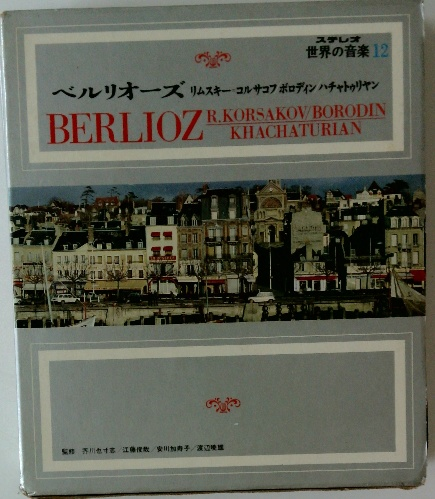 ステレオ
世界の音楽 12
ベルリオーズ リムスキー=コルサコフ ボロディン ハチャトゥリヤン
BERLIOZ R.KORSAKOV/BORODIN
KHACHATURIAN
監修 芥川也寸志/江藤俊哉/安川加寿子/渡辺暁雄